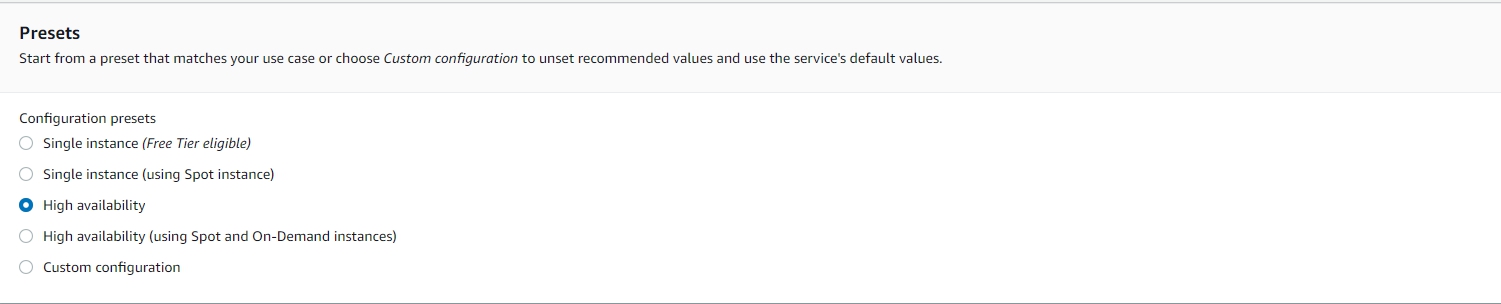 Presets
Start from a preset that matches your use case or choose Custom configuration to unset recommended values and use the service's default values.
Configuration presets
Single instance (Free Tier eligible)
Single instance (using Spot instance)
High availability
High availability (using Spot and On-Demand instances)
Custom configuration